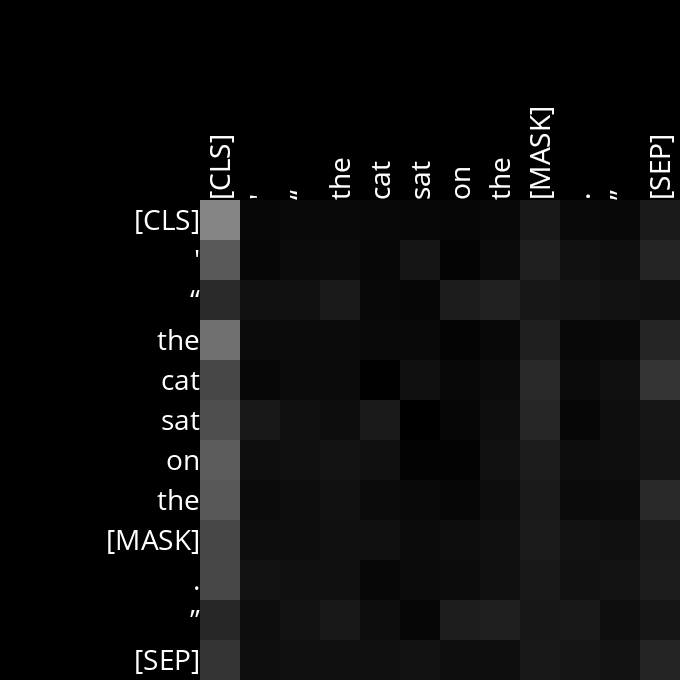 [CLS] ' “ the cat sat on the [MASK] . ” [SEP]
[CLS]
'
“
the
cat
sat
on
the
[MASK]
.
”
[SEP]